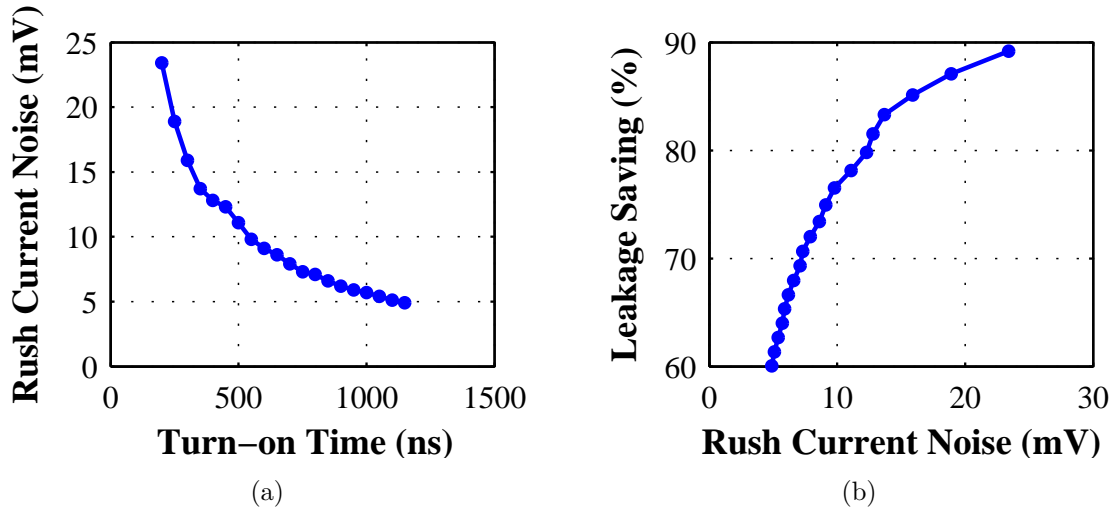 Rush Current Noise (mV)
25
20
15
10
5
0
0 500 1000 1500
Turn−on Time (ns)
(a)
Leakage Saving (%)
90
80
70
60
0 10 20 30
Rush Current Noise (mV)
(b)